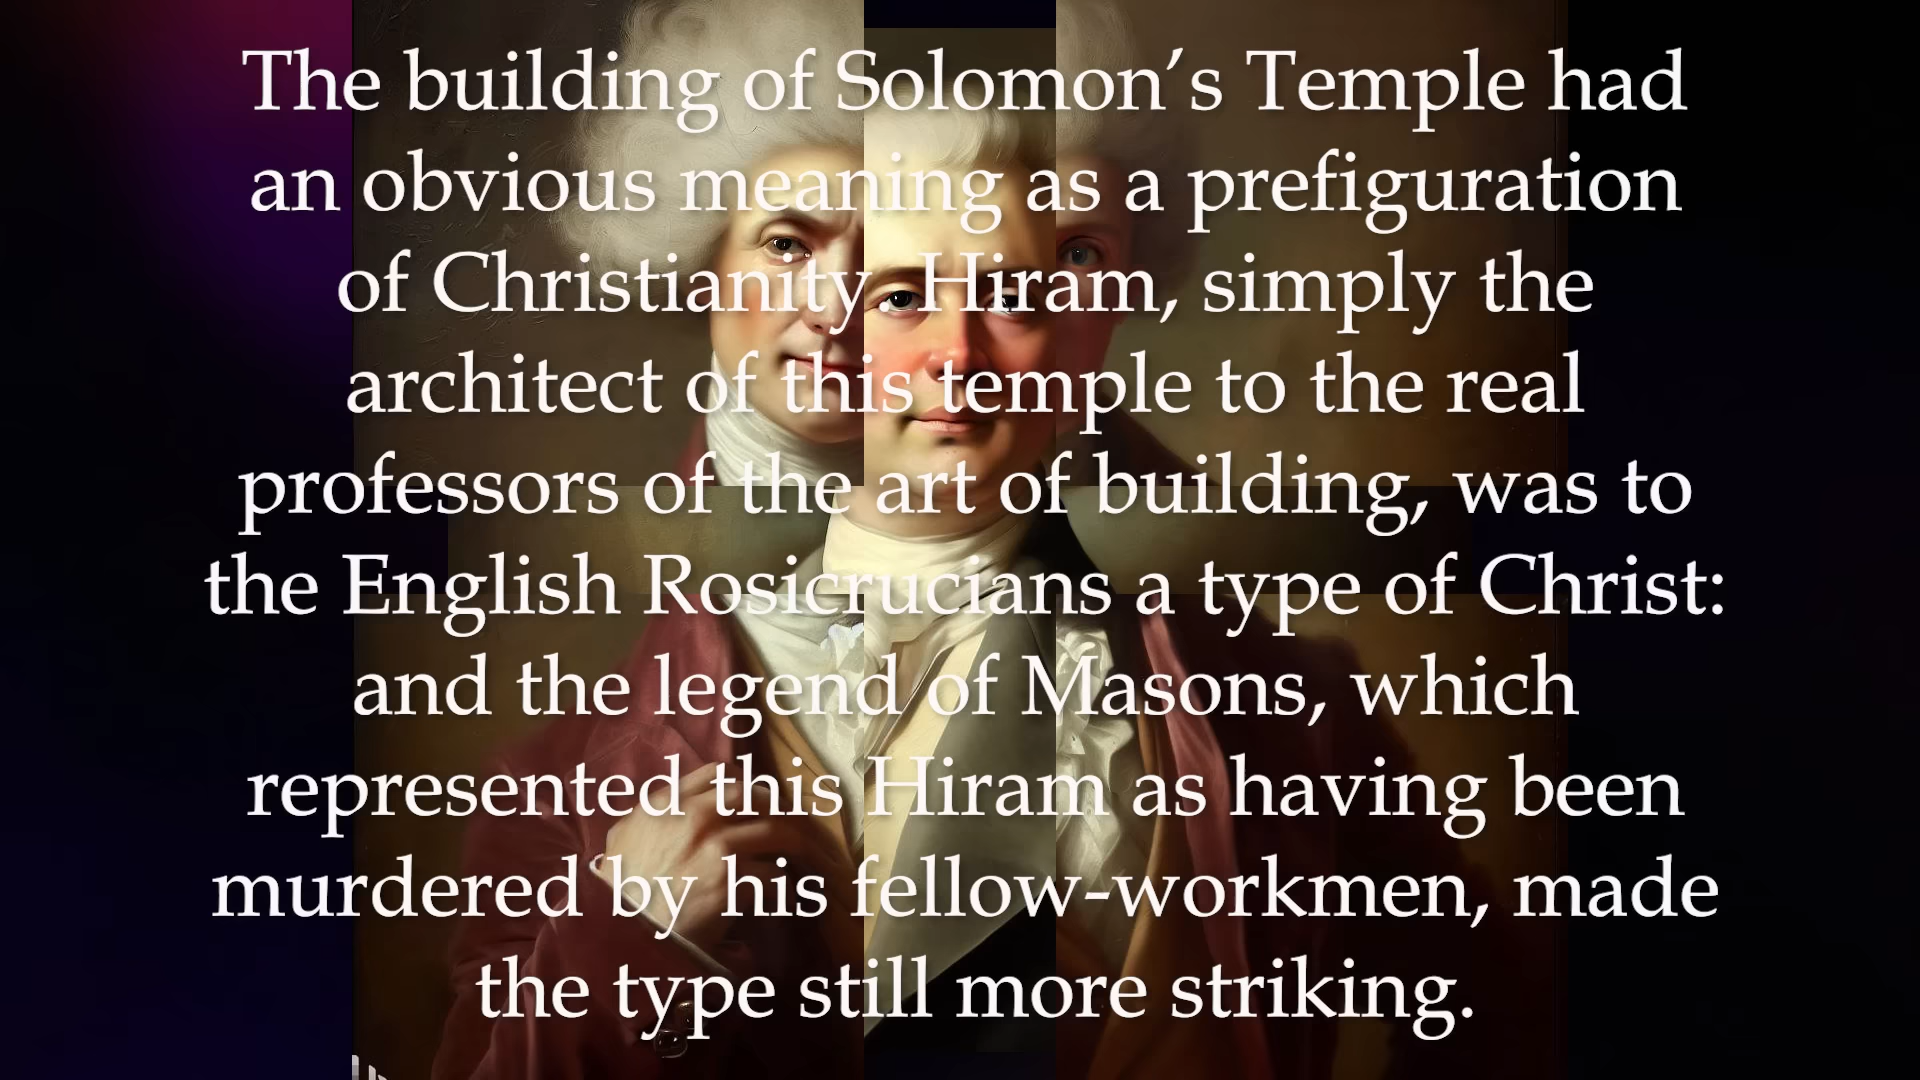 The building of Solomon’s Temple had
an obvious meaning as a prefiguration
of Christianity. Hiram, simply the
architect of this temple to the real
professors of the art of building, was to
the English Rosicrucians a type of Christ:
and the legend of Masons, which
represented this Hiram as having been
murdered by his fellow-workmen, made
the type still more striking.